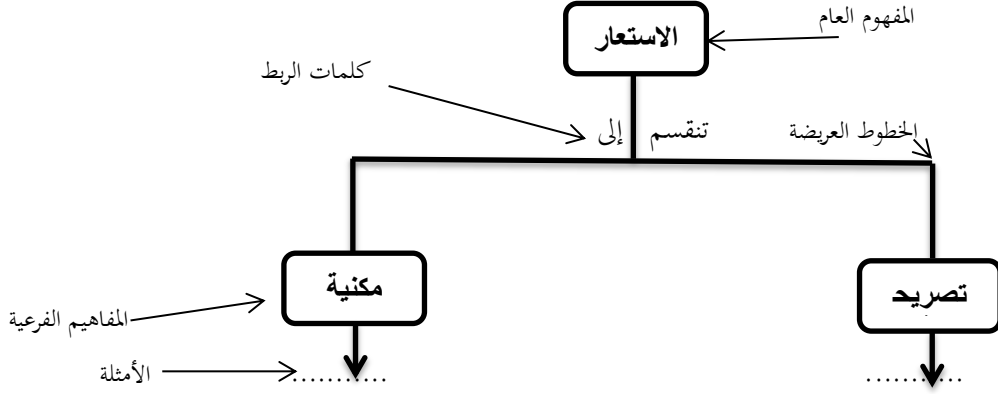 المفهوم العام
الاستعار
كلمات الربط
تنقسم إلى
الخطوط العريضة
مكنية
تصريح
المفاهيم الفرعية
الأمثلة
...........
...........